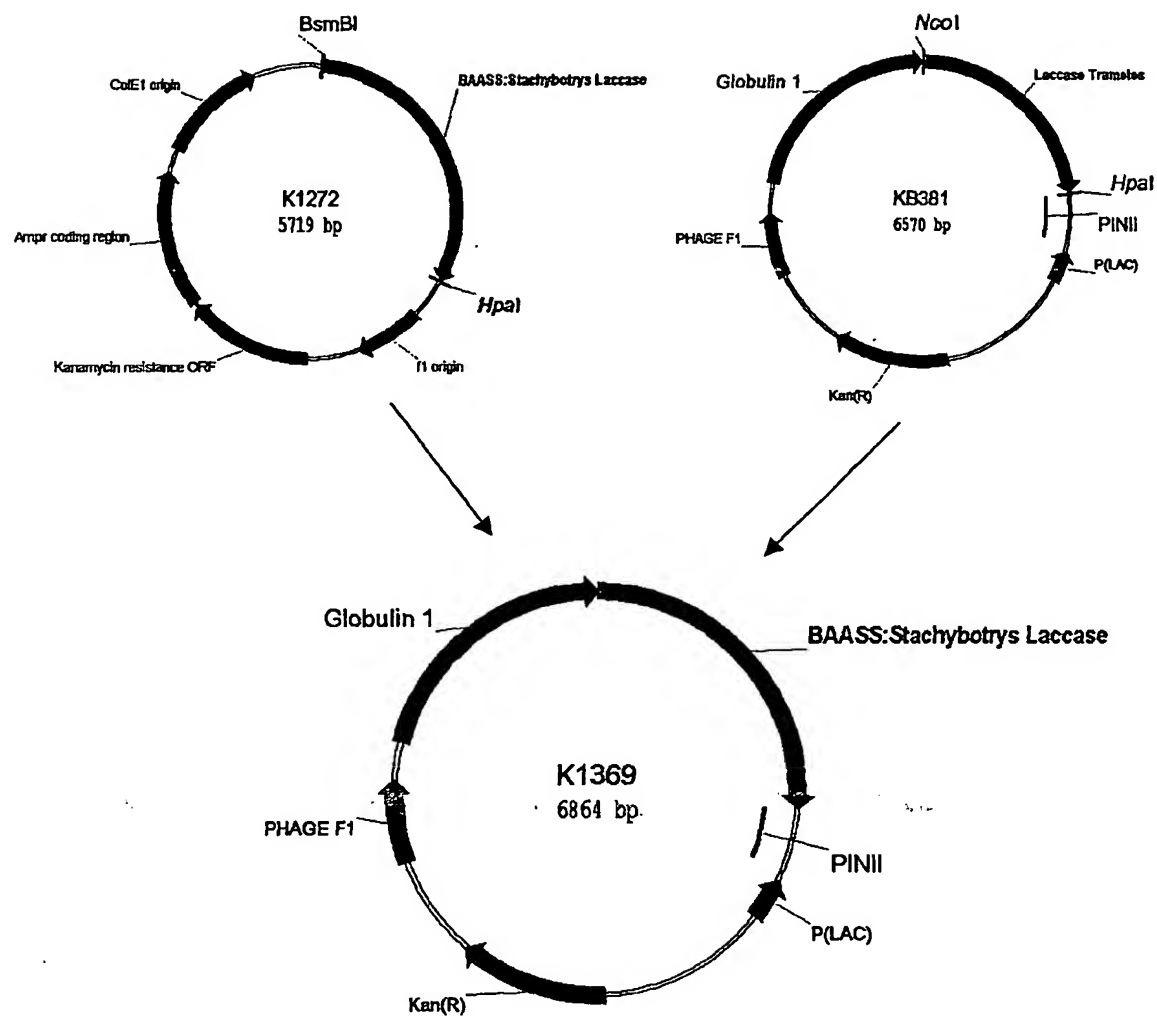 BsmBI
ColE1 origin
BAASS:Stachybotrys Laccase
K1272
5719 bp
Ampr coding region
HpaI
Kanamycin resistance ORF
f1 origin
NcoI
Globulin 1
Laccase Trametes
KB381
6570 bp
HpaI
PINII
PHAGE F1
P(LAC)
Kan(R)
Globulin 1
BAASS:Stachybotrys Laccase
K1369
6864 bp
PHAGE F1
PINII
P(LAC)
Kan(R)